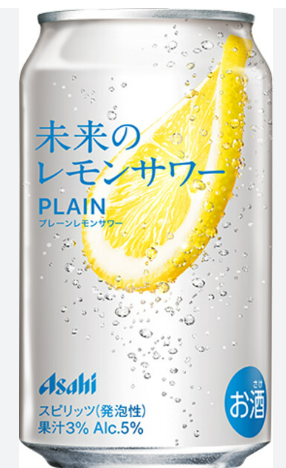 未来の
レモンサワー
PLAIN
プレーンレモンサワー
Asahi
スピリッツ(発泡性)
果汁3% Alc.5%
さけ
お酒